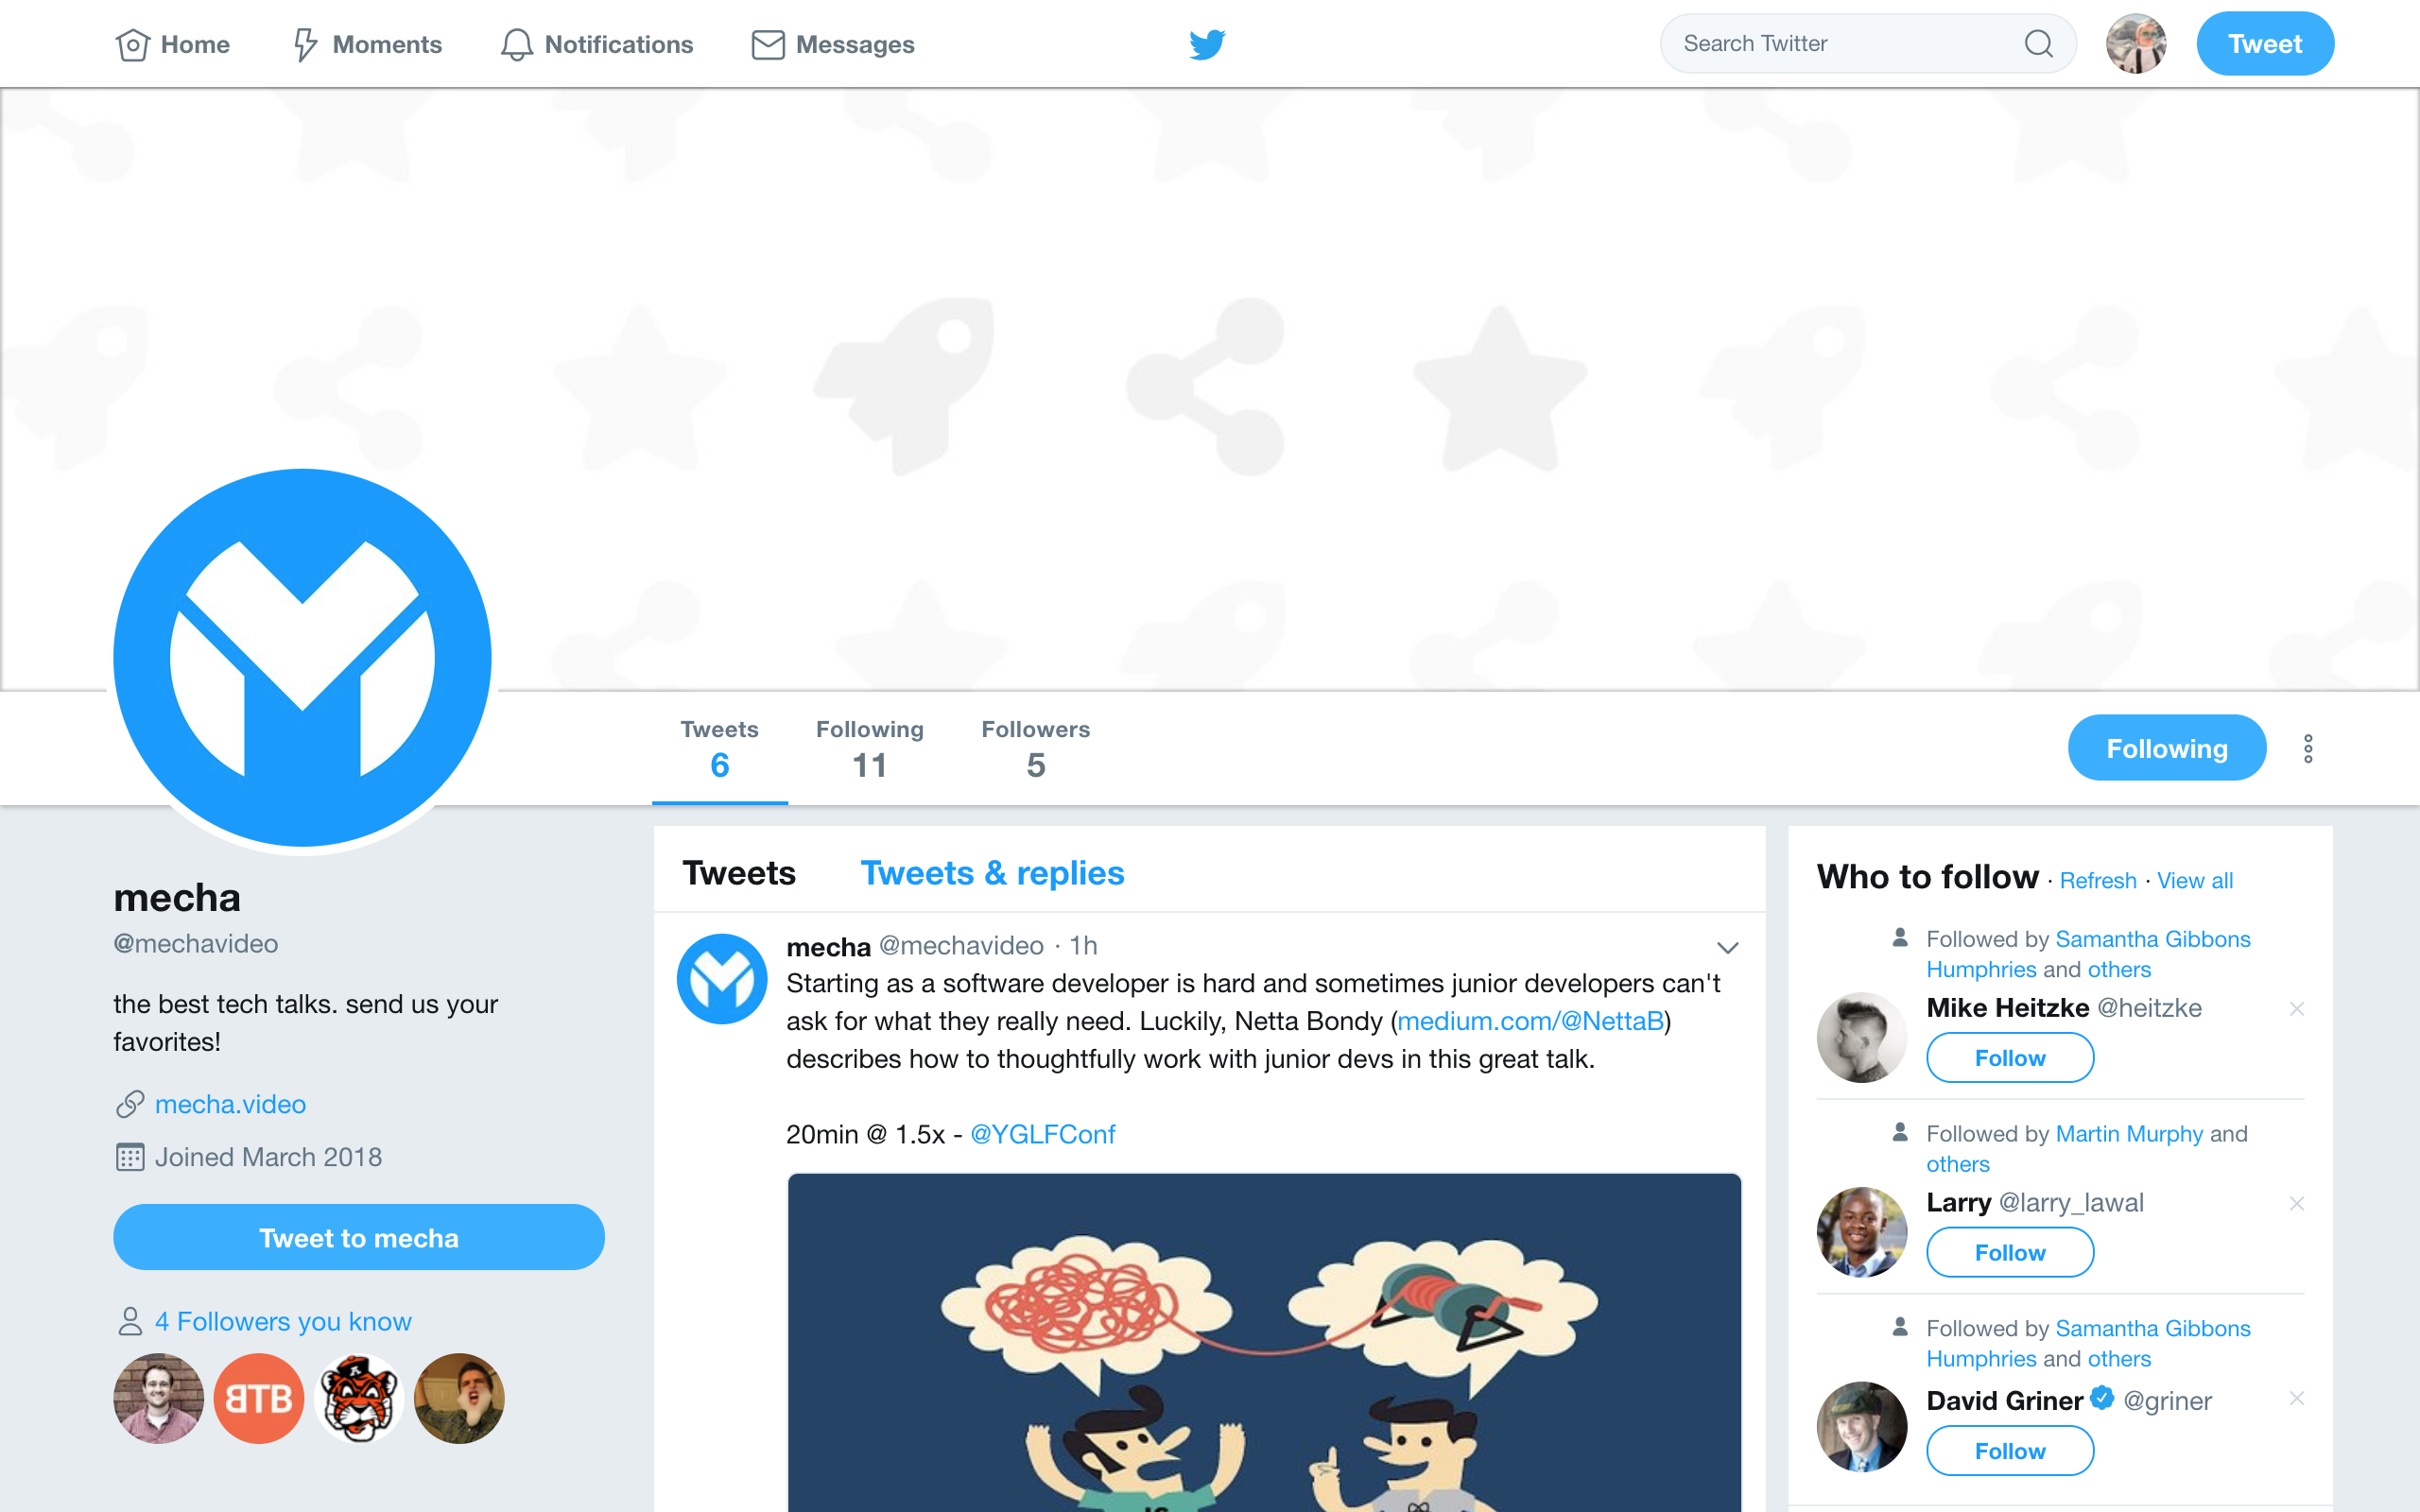 Home Moments Notifications Messages Search Twitter Tweet
Tweets Following Followers
6 11 5
Following
mecha
@mechavideo
the best tech talks. send us your
favorites!
mecha.video
Joined March 2018
Tweet to mecha
4 Followers you know
BTB
Tweets Tweets & replies
mecha @mechavideo · 1h
Starting as a software developer is hard and sometimes junior developers can't
ask for what they really need. Luckily, Netta Bondy (medium.com/@NettaB)
describes how to thoughtfully work with junior devs in this great talk.
20min @ 1.5x - @YGLFConf
Who to follow · Refresh · View all
Followed by Samantha Gibbons
Humphries and others
Mike Heitzke @heitzke
Follow
Followed by Martin Murphy and
others
Larry @larry_lawal
Follow
Followed by Samantha Gibbons
Humphries and others
David Griner @griner
Follow